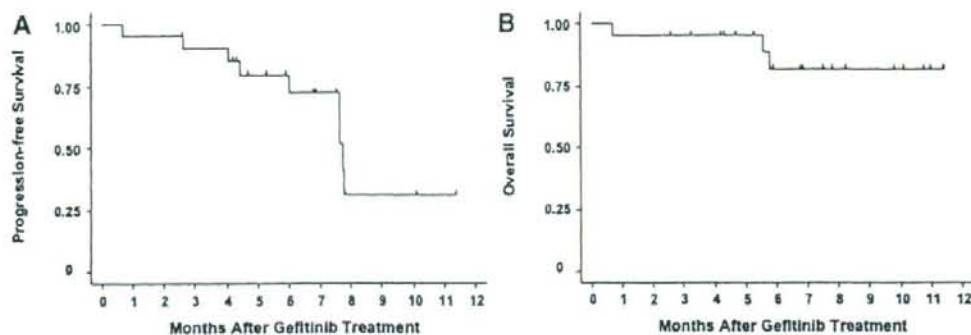 A
Progression-free Survival
1.00
0.75
0.50
0.25
0
0 1 2 3 4 5 6 7 8 9 10 11 12
Months After Gefitinib Treatment
B
Overall Survival
1.00
0.75
0.50
0.25
0
0 1 2 3 4 5 6 7 8 9 10 11 12
Months After Gefitinib Treatment